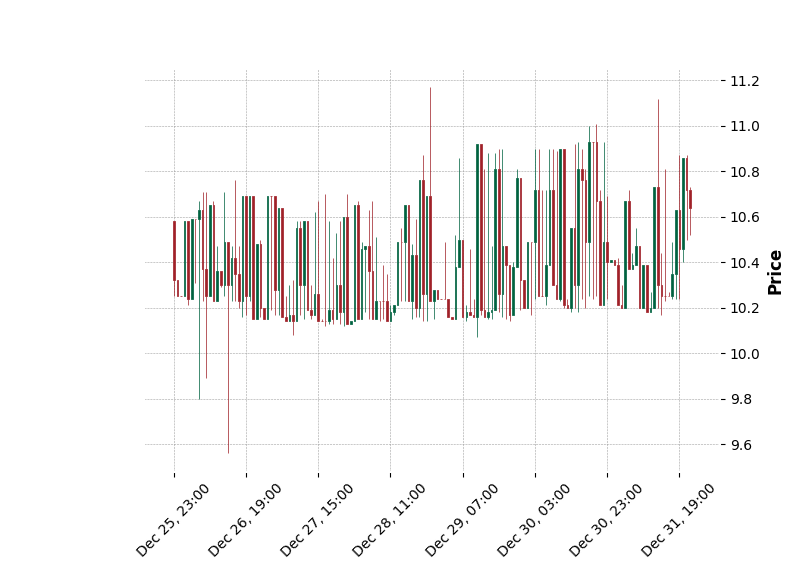 11.2
11.0
10.8
10.6
10.4
10.2
10.0
9.8
9.6
Price
Dec 25, 23:00
Dec 26, 19:00
Dec 27, 15:00
Dec 28, 11:00
Dec 29, 07:00
Dec 30, 03:00
Dec 30, 23:00
Dec 31, 19:00